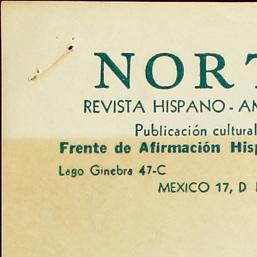 NORT
REVISTA HISPANO - AM
Publicación cultural
Frente de Afirmación Hisp
Lago Ginebra 47-C
MEXICO 17, D